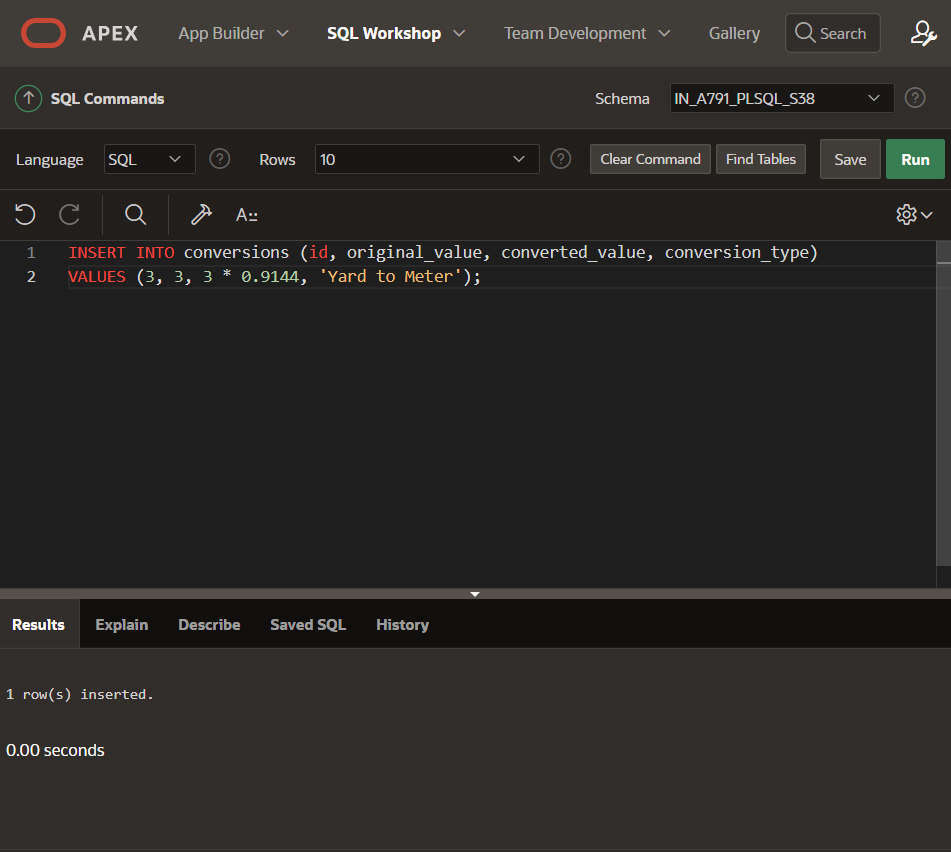 APEX App Builder SQL Workshop Team Development Gallery Search
SQL Commands Schema IN_A791_PLSQL_S38 ?
Language SQL ? Rows 10 ? Clear Command Find Tables Save Run
A::
1 INSERT INTO conversions (id, original_value, converted_value, conversion_type)
2 VALUES (3, 3, 3 * 0.9144, 'Yard to Meter');
Results Explain Describe Saved SQL History
1 row(s) inserted.
0.00 seconds